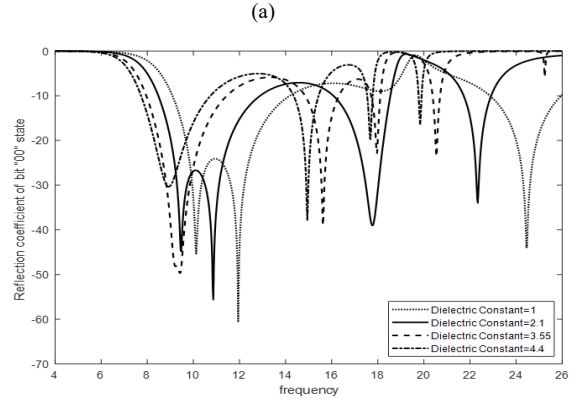 (a)
0
-10
-20
-30
-40
-50
-60
-70
Reflection coefficient of bit "00" state
4 6 8 10 12 14 16 18 20 22 24 26
frequency
Dielectric Constant=1
Dielectric Constant=2.1
Dielectric Constant=3.55
Dielectric Constant=4.4